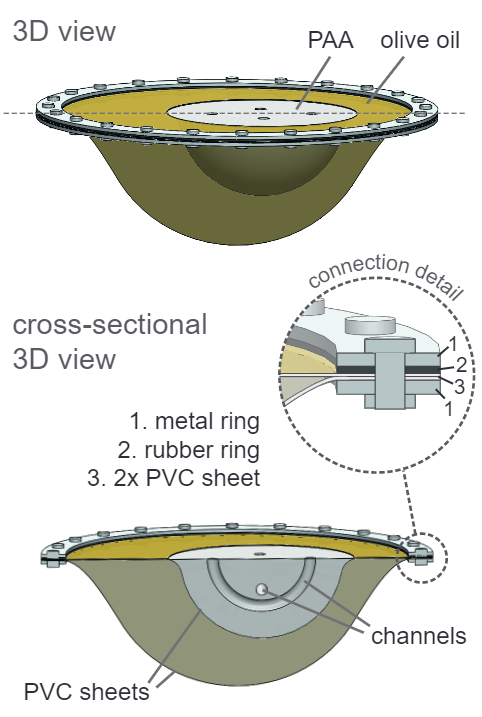 3D view
PAA
olive oil
connection detail
cross-sectional
3D view
1
2
3
1
1. metal ring
2. rubber ring
3. 2x PVC sheet
channels
PVC sheets